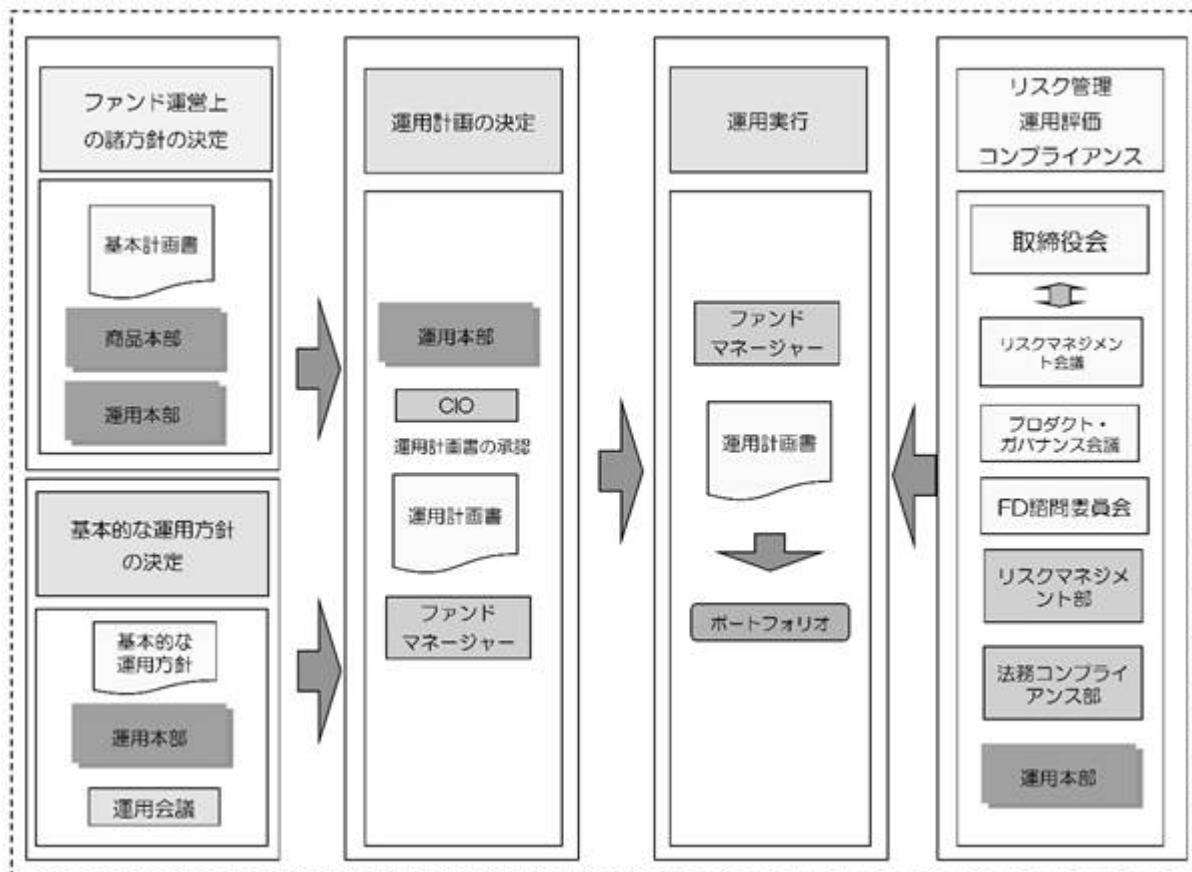 ファンド運営上
の諸方針の決定
基本計画書
商品本部
運用本部
基本的な運用方針
の決定
基本的な
運用方針
運用本部
運用会議
運用計画の決定
運用本部
CIO
運用計画書の承認
運用計画書
ファンド
マネージャー
運用実行
ファンド
マネージャー
運用計画書
ポートフォリオ
リスク管理
運用評価
コンプライアンス
取締役会
リスクマネジメン
ト会議
プロダクト・
ガバナンス会議
FD諮問委員会
リスクマネジメ
ント部
法務コンプライ
アンス部
運用本部